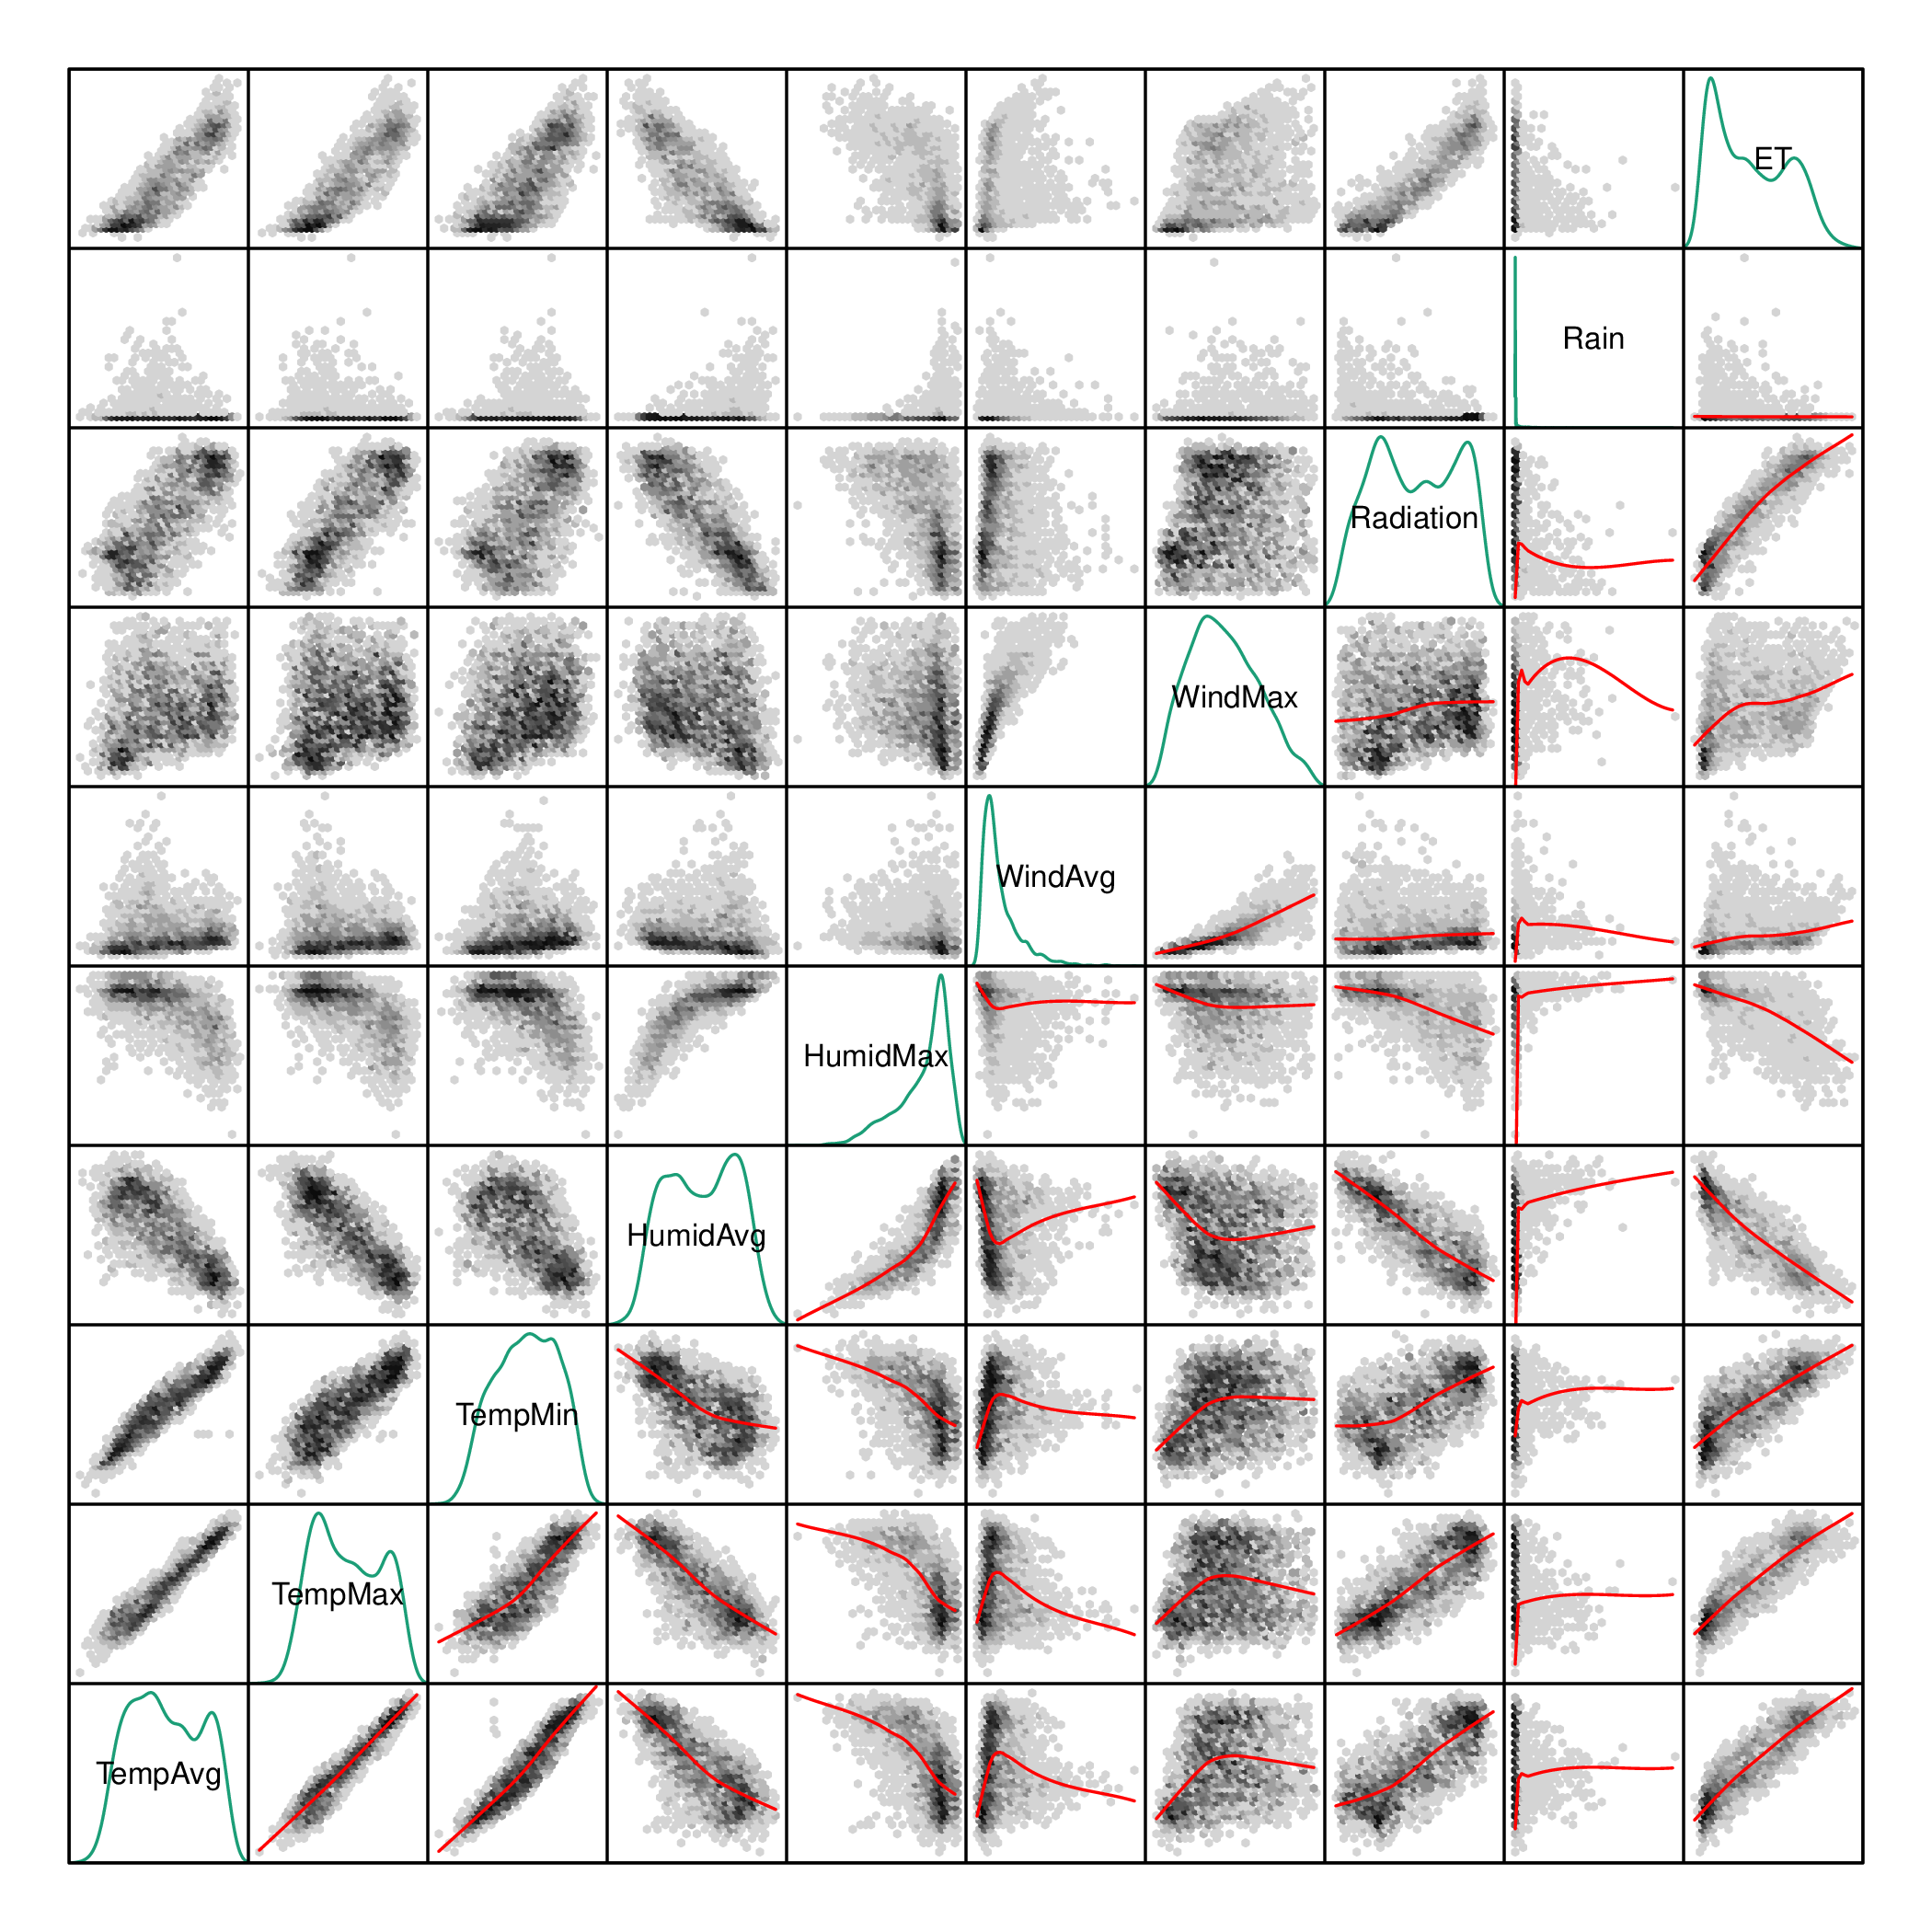 ET
Rain
Radiation
WindMax
WindAvg
HumidMax
HumidAvg
TempMin
TempMax
TempAvg